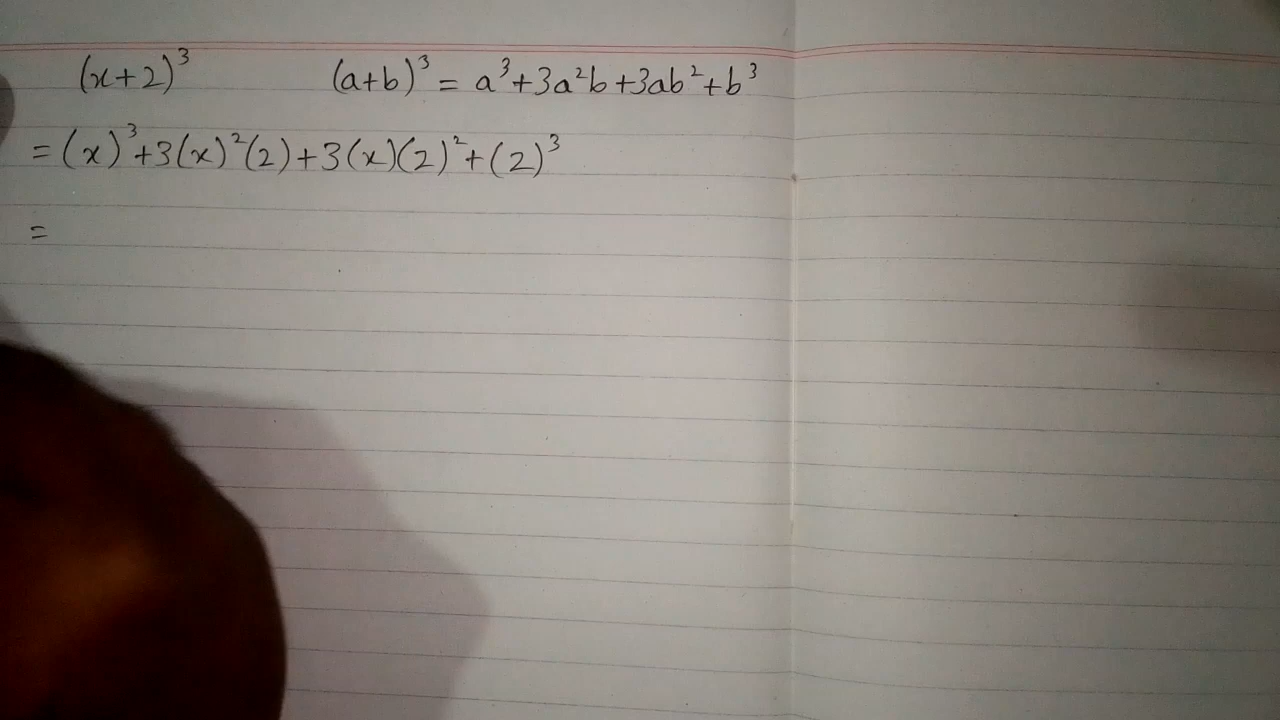 (x+2)³ (a+b)³ = a³+3a²b+3ab²+b³
=(x)³+3(x)²(2)+3(x)(2)²+(2)³
=